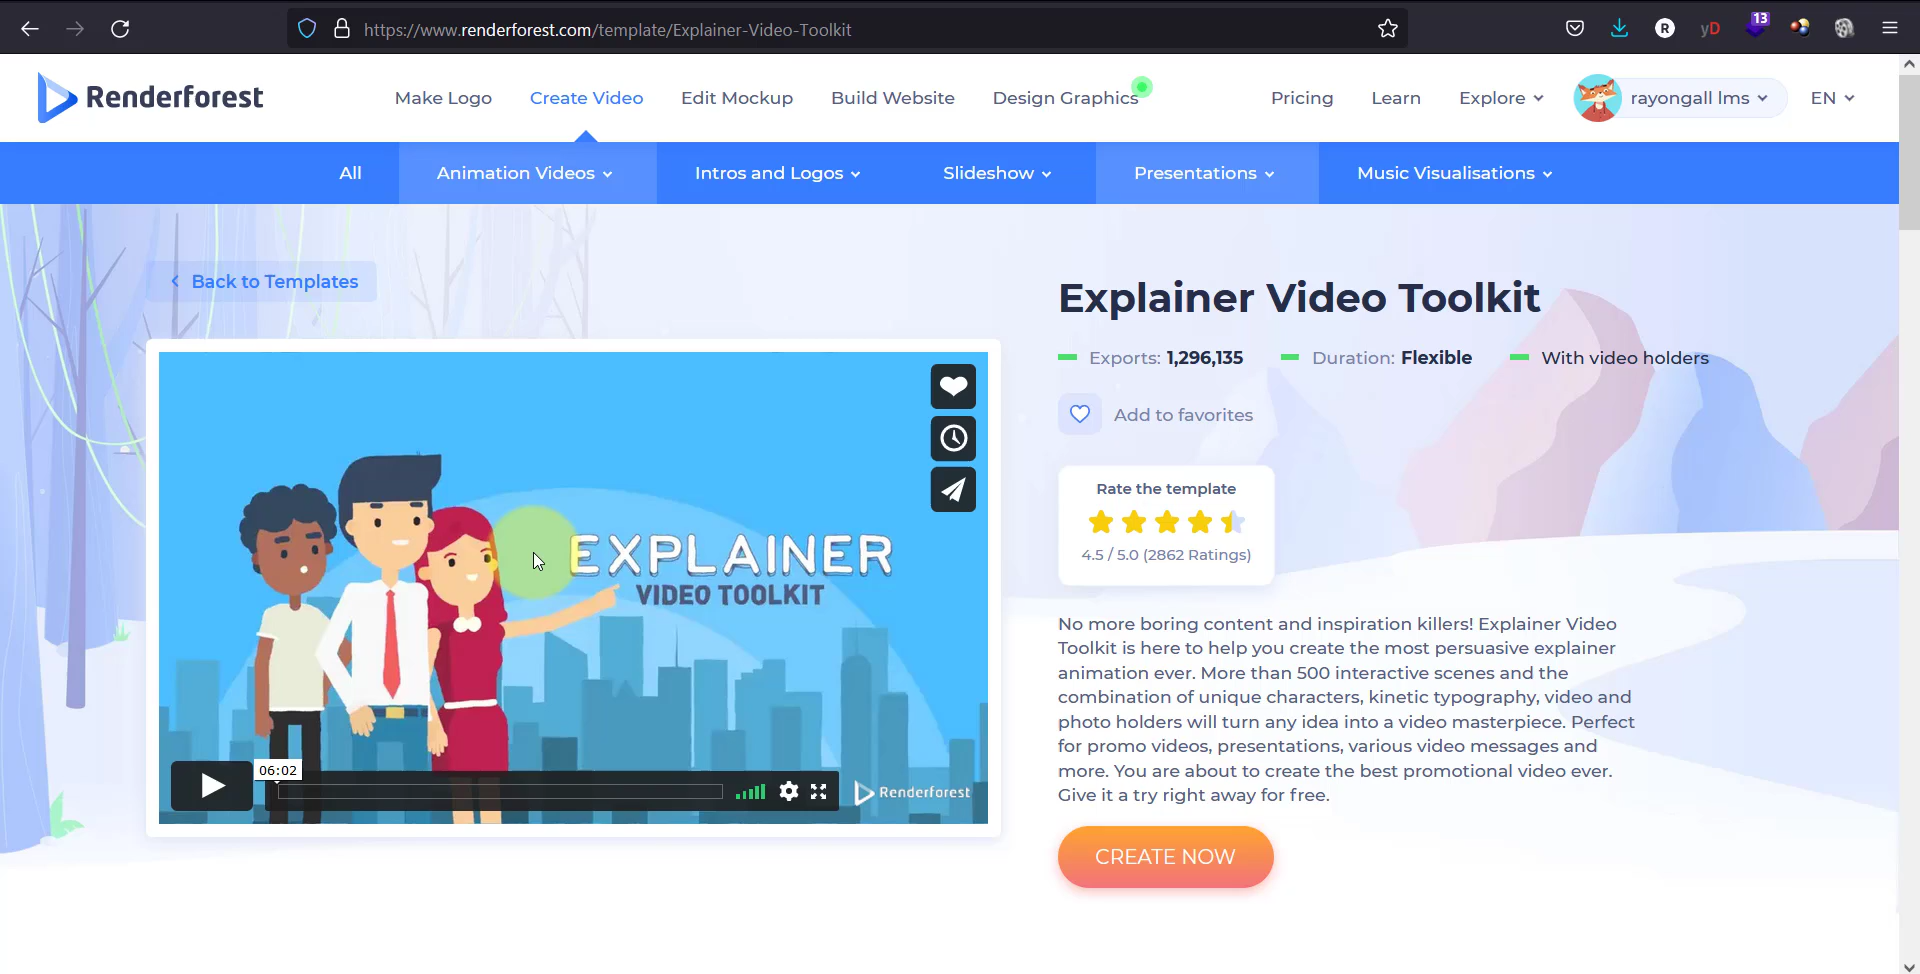 https://www.renderforest.com/template/Explainer-Video-Toolkit
R
yD
13
Renderforest
Make Logo
Create Video
Edit Mockup
Build Website
Design Graphics
Pricing
Learn
Explore
rayongall lms
EN
All
Animation Videos
Intros and Logos
Slideshow
Presentations
Music Visualisations
Back to Templates
EXPLAINER
VIDEO TOOLKIT
06:02
Renderforest
Explainer Video Toolkit
Exports: 1,296,135
Duration: Flexible
With video holders
Add to favorites
Rate the template
4.5 / 5.0 (2862 Ratings)
No more boring content and inspiration killers! Explainer Video
Toolkit is here to help you create the most persuasive explainer
animation ever. More than 500 interactive scenes and the
combination of unique characters, kinetic typography, video and
photo holders will turn any idea into a video masterpiece. Perfect
for promo videos, presentations, various video messages and
more. You are about to create the best promotional video ever.
Give it a try right away for free.
CREATE NOW